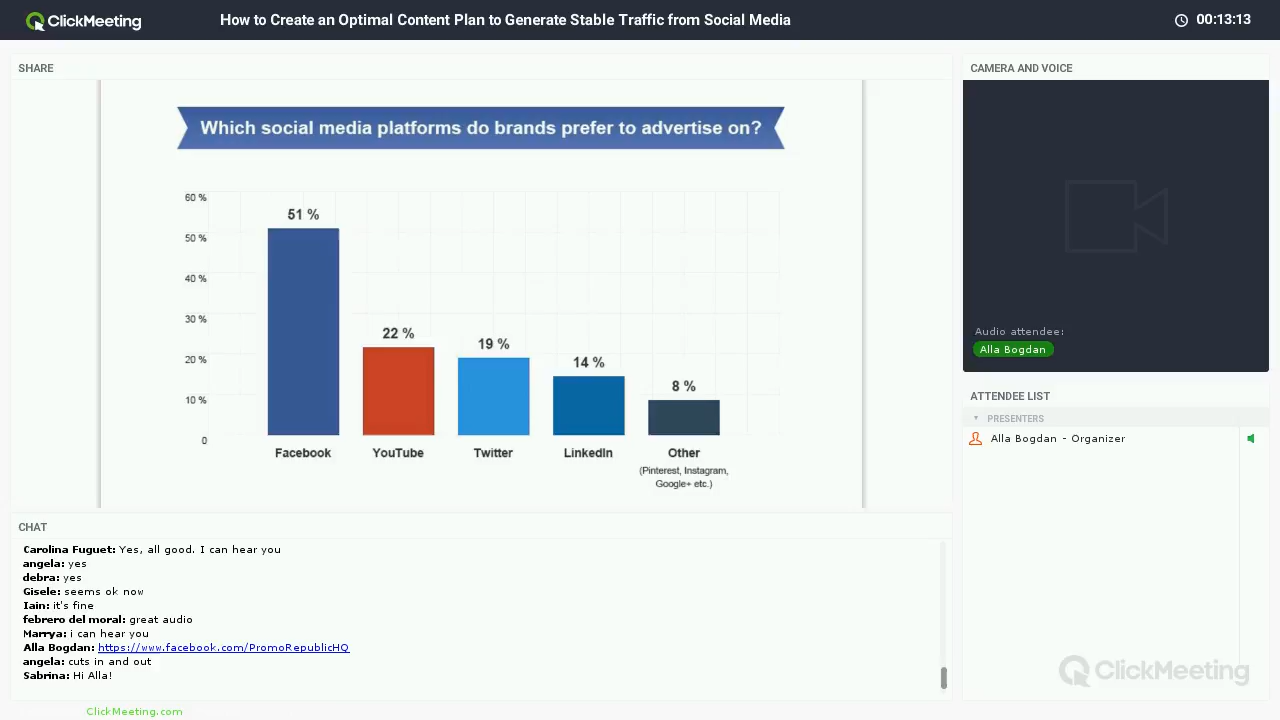 ClickMeeting
How to Create an Optimal Content Plan to Generate Stable Traffic from Social Media
00:13:13
SHARE
Which social media platforms do brands prefer to advertise on?
60 %
50 %
40 %
30 %
20 %
10 %
0
51 %
22 %
19 %
14 %
8 %
Facebook
YouTube
Twitter
LinkedIn
Other
(Pinterest, Instagram,
Google+ etc.)
CAMERA AND VOICE
Audio attendee:
Alla Bogdan
ATTENDEE LIST
PRESENTERS
Alla Bogdan - Organizer
CHAT
Carolina Fuguet: Yes, all good. I can hear you
angela: yes
debra: yes
Gisele: seems ok now
Iain: it's fine
febrero del moral: great audio
Marrya: i can hear you
Alla Bogdan: https://www.facebook.com/PromoRepublicHQ
angela: cuts in and out
Sabrina: Hi Alla!
ClickMeeting
ClickMeeting.com